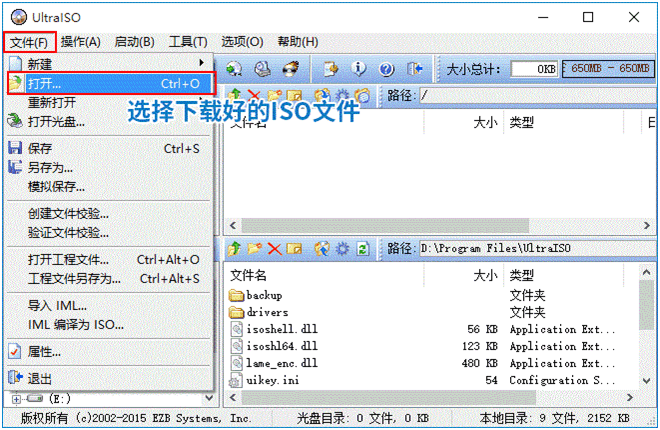 UltraISO
文件(F) 操作(A) 启动(B) 工具(T) 选项(O) 帮助(H)
新建
打开... Ctrl+O
重新打开
打开光盘...
保存 Ctrl+S
另存为...
模拟保存...
创建文件校验...
验证文件校验...
打开工程文件... Ctrl+Alt+O
工程文件另存为... Ctrl+Alt+S
导入 IML...
IML 编译为 ISO...
属性...
退出
(E:)
大小总计: 0KB 650MB - 650MB
路径: /
选择下载好的ISO文件
大小 类型
路径: D:\Program Files\UltraISO
文件名 大小 类型
backup 文件夹
drivers 文件夹
isoshell.dll 56 KB Application Ext...
isoshl64.dll 123 KB Application Ext...
lame_enc.dll 480 KB Application Ext...
uikey.ini 54 Configuration S...
版权所有 (c)2002-2015 EZB Systems, Inc. 光盘目录: 0 文件, 0 KB 本地目录: 9 文件, 2152 KB